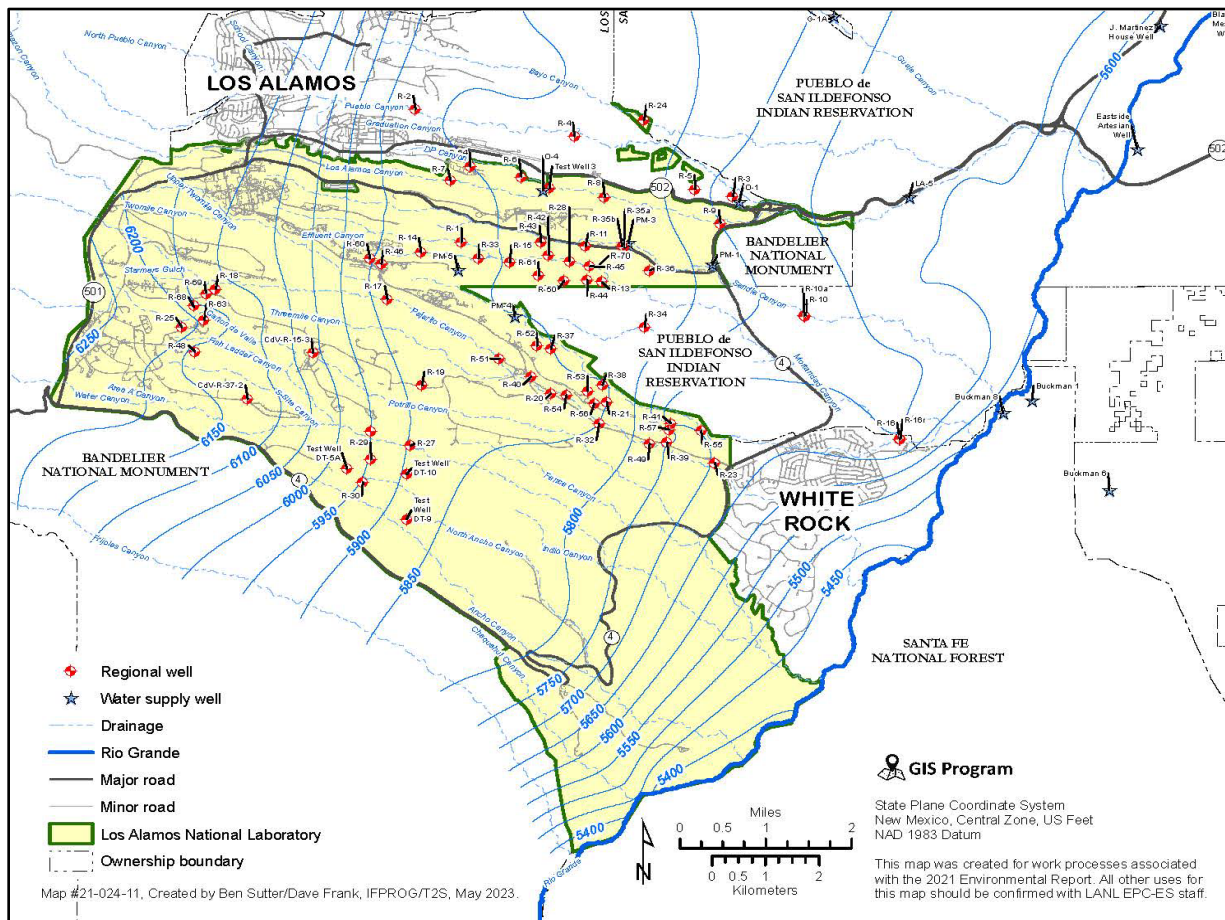 G-1A
J. Martinez
House Well
Bla
Mes
W
LOS
SA
North Pueblo Canyon
School Canyon
LOS ALAMOS
Bayo Canyon
Guaje Canyon
5600
PUEBLO de
SAN ILDEFONSO
INDIAN RESERVATION
R-2
Pueblo Canyon
R-24
Graduation Canyon
R-4
Eastside
Artesian
Well
502
DP Canyon
R-6
O-4
Test Well 3
R-7
Los Alamos Canyon
R-8
502
R-5
R-3
O-1
LA-5
Upper Twomile Canyon
Twomile Canyon
R-28
R-42
R-43
R-35b
R-35a
PM-3
R-9
6200
Effluent Canyon
R-60
R-46
R-14
R-1
R-33
R-15
R-11
R-70
BANDELIER
NATIONAL
MONUMENT
Starmers Gulch
PM-5
R-61
R-45
R-36
PM-1
501
R-69
R-18
R-68
R-63
R-17
R-50
R-44
R-13
Sandia Canyon
R-10a
R-10
R-25
Cañon de Valle
Threemile Canyon
PM-4
R-34
6250
R-48
Fish Ladder Canyon
CdV-R-15-3
Pajarito Canyon
R-52
R-37
PUEBLO de
SAN ILDEFONSO
INDIAN
RESERVATION
R-51
4
Mortandad Canyon
Area A Canyon
CdV-R-37-2
R-19
R-40
R-53
R-38
Buckman 1
Buckman 8
Water Canyon
S-Site Canyon
Potrillo Canyon
R-20
R-54
R-56
R-21
6150
R-41
R-57
R-16
R-16r
R-32
6100
R-29
R-27
R-55
BANDELIER
NATIONAL MONUMENT
6050
Test Well
DT-5A
R-49
R-39
R-23
4
6000
Test Well
DT-10
Buckman 6
R-30
Fence Canyon
5950
Test
Well
DT-9
5800
WHITE
ROCK
5900
North Ancho Canyon
Indio Canyon
Frijoles Canyon
5850
5500
5450
Ancho Canyon
Chaquehui Canyon
4
SANTA FE
NATIONAL FOREST
5750
5700
5650
5600
5550
5400
5400
Rio Grande
Regional well
Water supply well
Drainage
Rio Grande
Major road
Minor road
Los Alamos National Laboratory
Ownership boundary
Map #21-024-11, Created by Ben Sutter/Dave Frank, IFPROG/T2S, May 2023.
Miles
0 0.5 1 2
0 0.5 1 2
Kilometers
N
GIS Program
State Plane Coordinate System
New Mexico, Central Zone, US Feet
NAD 1983 Datum
This map was created for work processes associated
with the 2021 Environmental Report. All other uses for
this map should be confirmed with LANL EPC-ES staff.